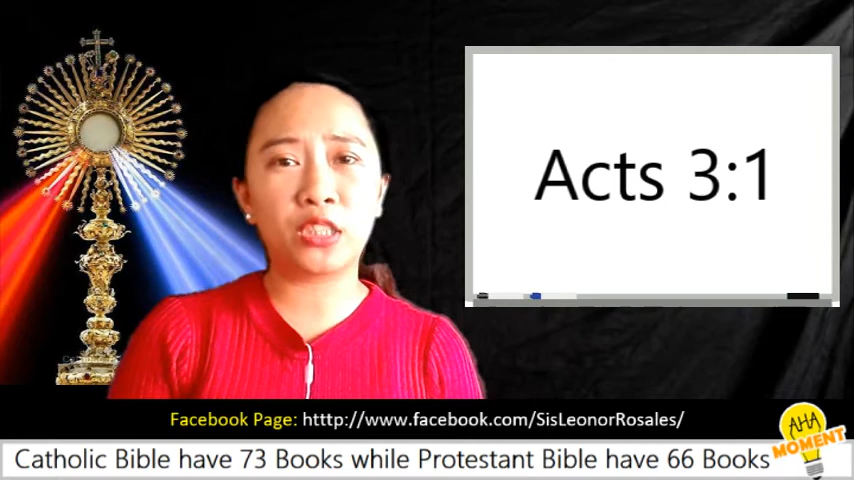 Acts 3:1
Facebook Page: htttp://www.facebook.com/SisLeonorRosales/
AHA
MOMENT
Catholic Bible have 73 Books while Protestant Bible have 66 Books